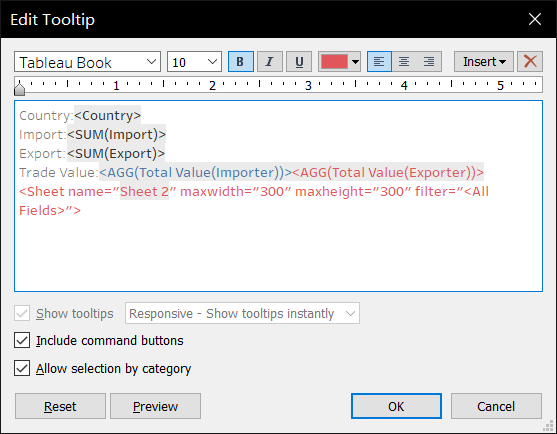 Edit Tooltip
Tableau Book 10 B I U Insert
1 2 3 4 5
Country:<Country>
Import:<SUM(Import)>
Export:<SUM(Export)>
Trade Value:<AGG(Total Value(Importer))><AGG(Total Value(Exporter))>
<Sheet name="Sheet 2" maxwidth="300" maxheight="300" filter="<All
Fields>">
Show tooltips Responsive - Show tooltips instantly
Include command buttons
Allow selection by category
Reset Preview OK Cancel